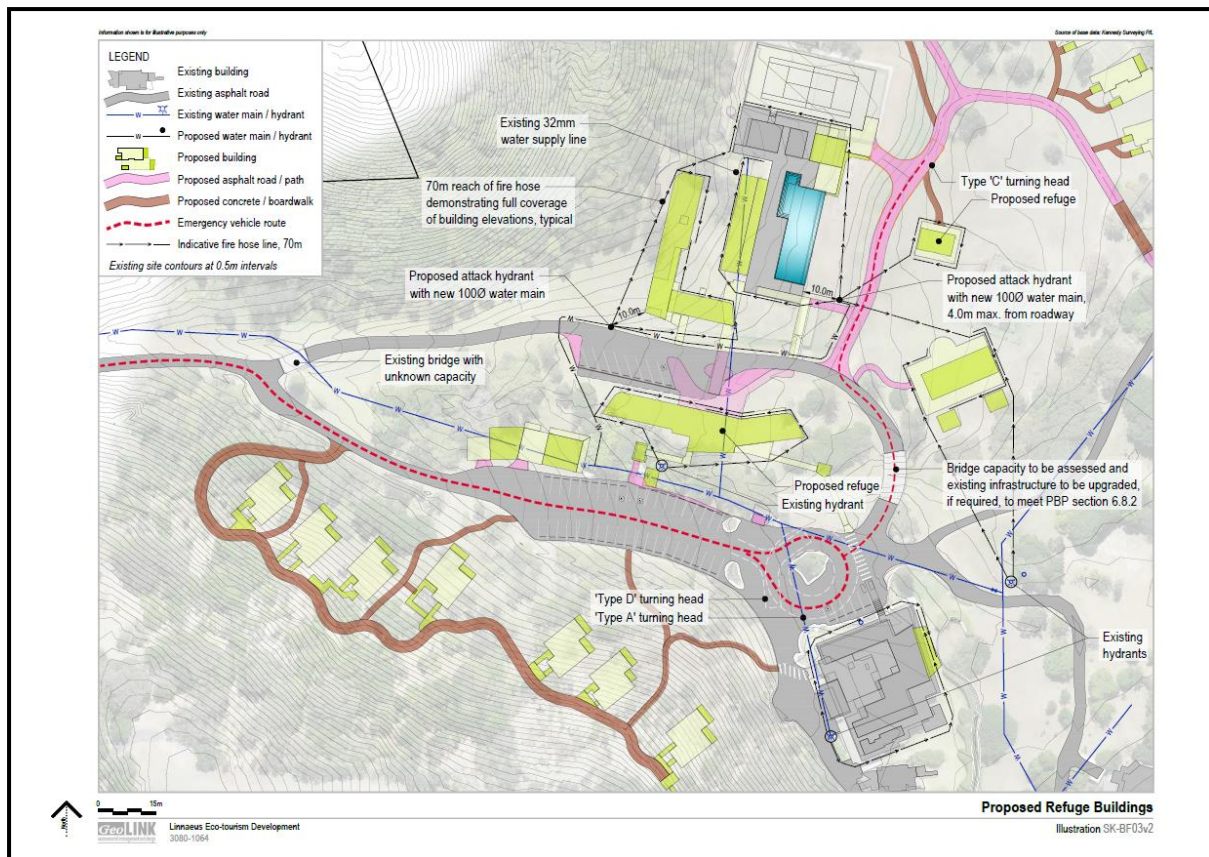 Information shown is for illustrative purposes only
Source of base data: Kennedy Surveying P/L
LEGEND
Existing building
Existing asphalt road
W
W
Existing water main / hydrant
W
W
Proposed water main / hydrant
Proposed building
Proposed asphalt road / path
Proposed concrete / boardwalk
Emergency vehicle route
Indicative fire hose line, 70m
Existing site contours at 0.5m intervals
Existing 32mm
water supply line
70m reach of fire hose
demonstrating full coverage
of building elevations, typical
Type 'C' turning head
Proposed refuge
Proposed attack hydrant
with new 100Ø water main
10.0m
10.0m
Proposed attack hydrant
with new 100Ø water main,
4.0m max. from roadway
Existing bridge with
unknown capacity
Proposed refuge
Existing hydrant
Bridge capacity to be assessed and
existing infrastructure to be upgraded,
if required, to meet PBP section 6.8.2
'Type D' turning head
'Type A' turning head
Existing
hydrants
0
15m
GeoLINK
Linnaeus Eco-tourism Development
3080-1064
Proposed Refuge Buildings
Illustration SK-BF03v2